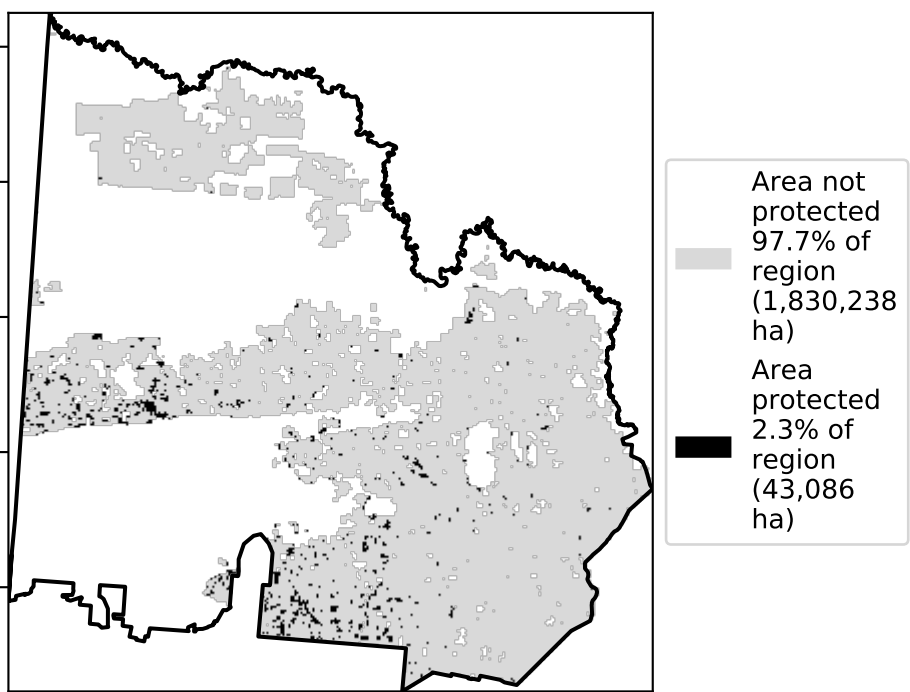 Area not
protected
97.7% of
region
(1,830,238
ha)
Area
protected
2.3% of
region
(43,086
ha)